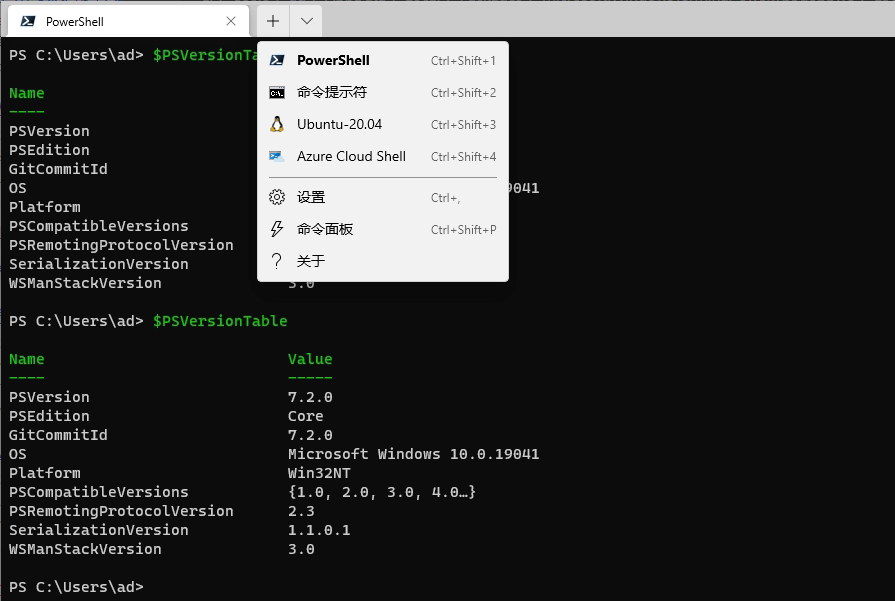 PowerShell
PS C:\Users\ad> $PSVersionTa
PowerShell Ctrl+Shift+1
命令提示符 Ctrl+Shift+2
Ubuntu-20.04 Ctrl+Shift+3
Azure Cloud Shell Ctrl+Shift+4
设置 Ctrl+,
命令面板 Ctrl+Shift+P
关于
Name
----
PSVersion
PSEdition
GitCommitId
OS 9041
Platform
PSCompatibleVersions
PSRemotingProtocolVersion
SerializationVersion
WSManStackVersion 3.0
PS C:\Users\ad> $PSVersionTable
Name Value
---- -----
PSVersion 7.2.0
PSEdition Core
GitCommitId 7.2.0
OS Microsoft Windows 10.0.19041
Platform Win32NT
PSCompatibleVersions {1.0, 2.0, 3.0, 4.0…}
PSRemotingProtocolVersion 2.3
SerializationVersion 1.1.0.1
WSManStackVersion 3.0
PS C:\Users\ad>